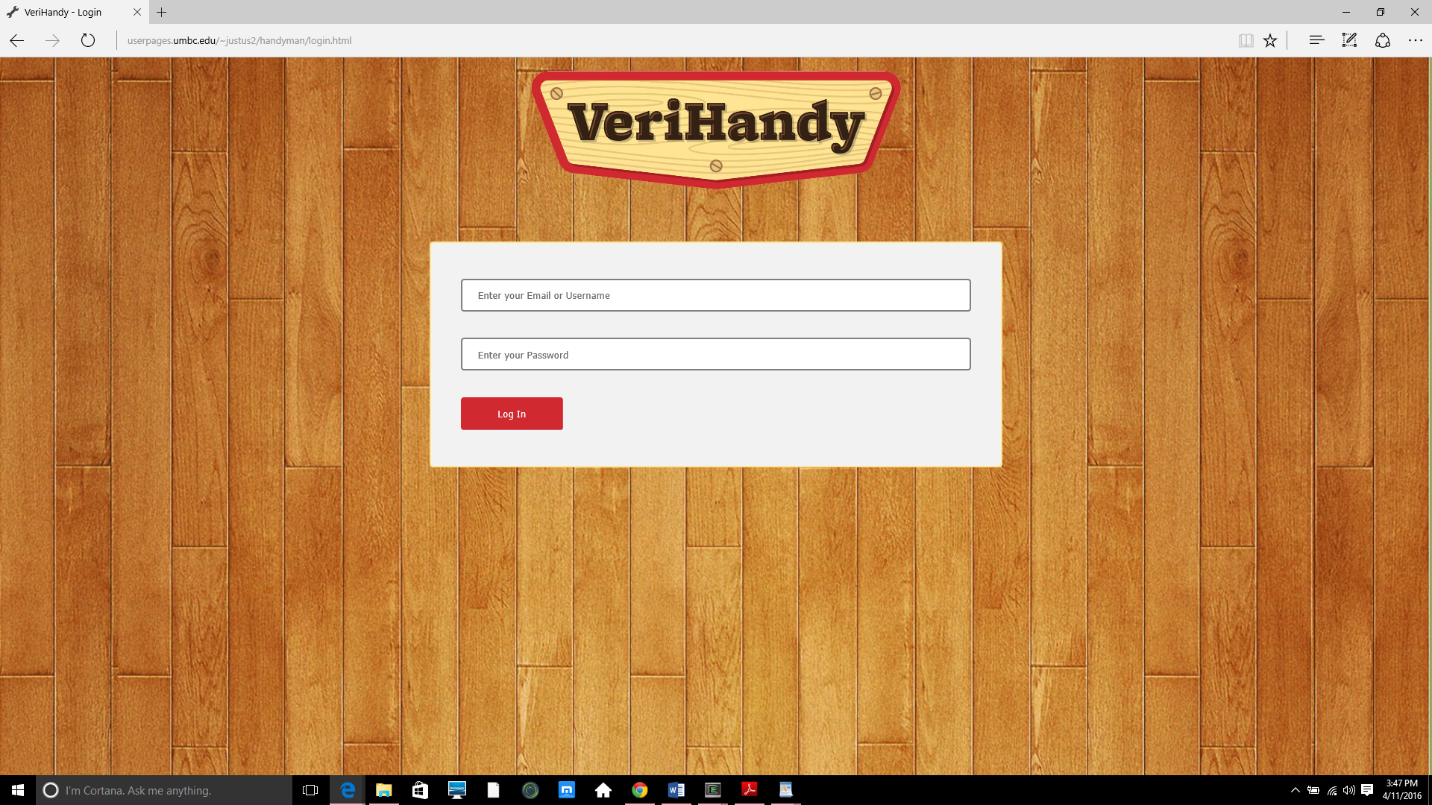 VeriHandy - Login
userpages.umbc.edu/~justus2/handyman/login.html
VeriHandy
Enter your Email or Username
Enter your Password
Log In
I'm Cortana. Ask me anything.
3:47 PM
4/11/2016